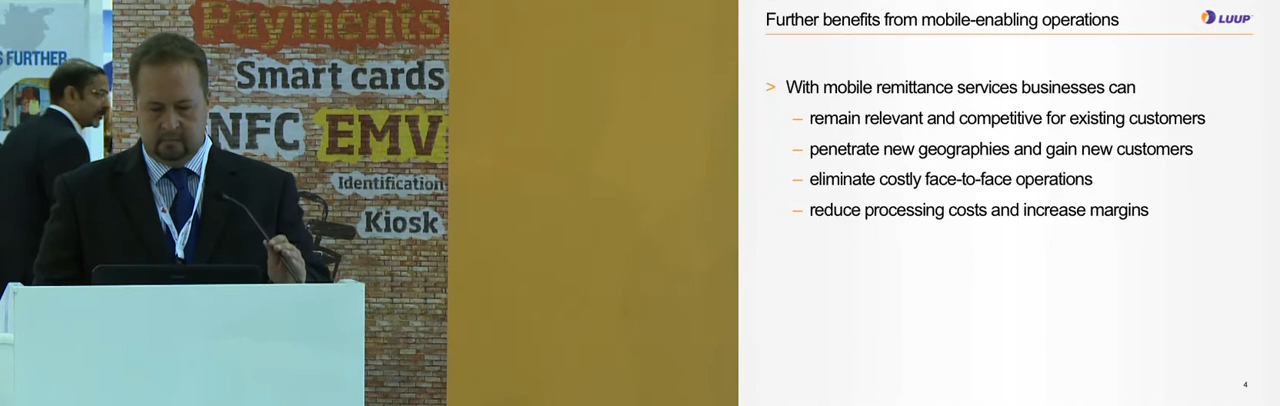 S FURTHER
Payments
Smart cards
NFC
EMV
Identification
Kiosk
Further benefits from mobile-enabling operations
LUUP
> With mobile remittance services businesses can
– remain relevant and competitive for existing customers
– penetrate new geographies and gain new customers
– eliminate costly face-to-face operations
– reduce processing costs and increase margins
4